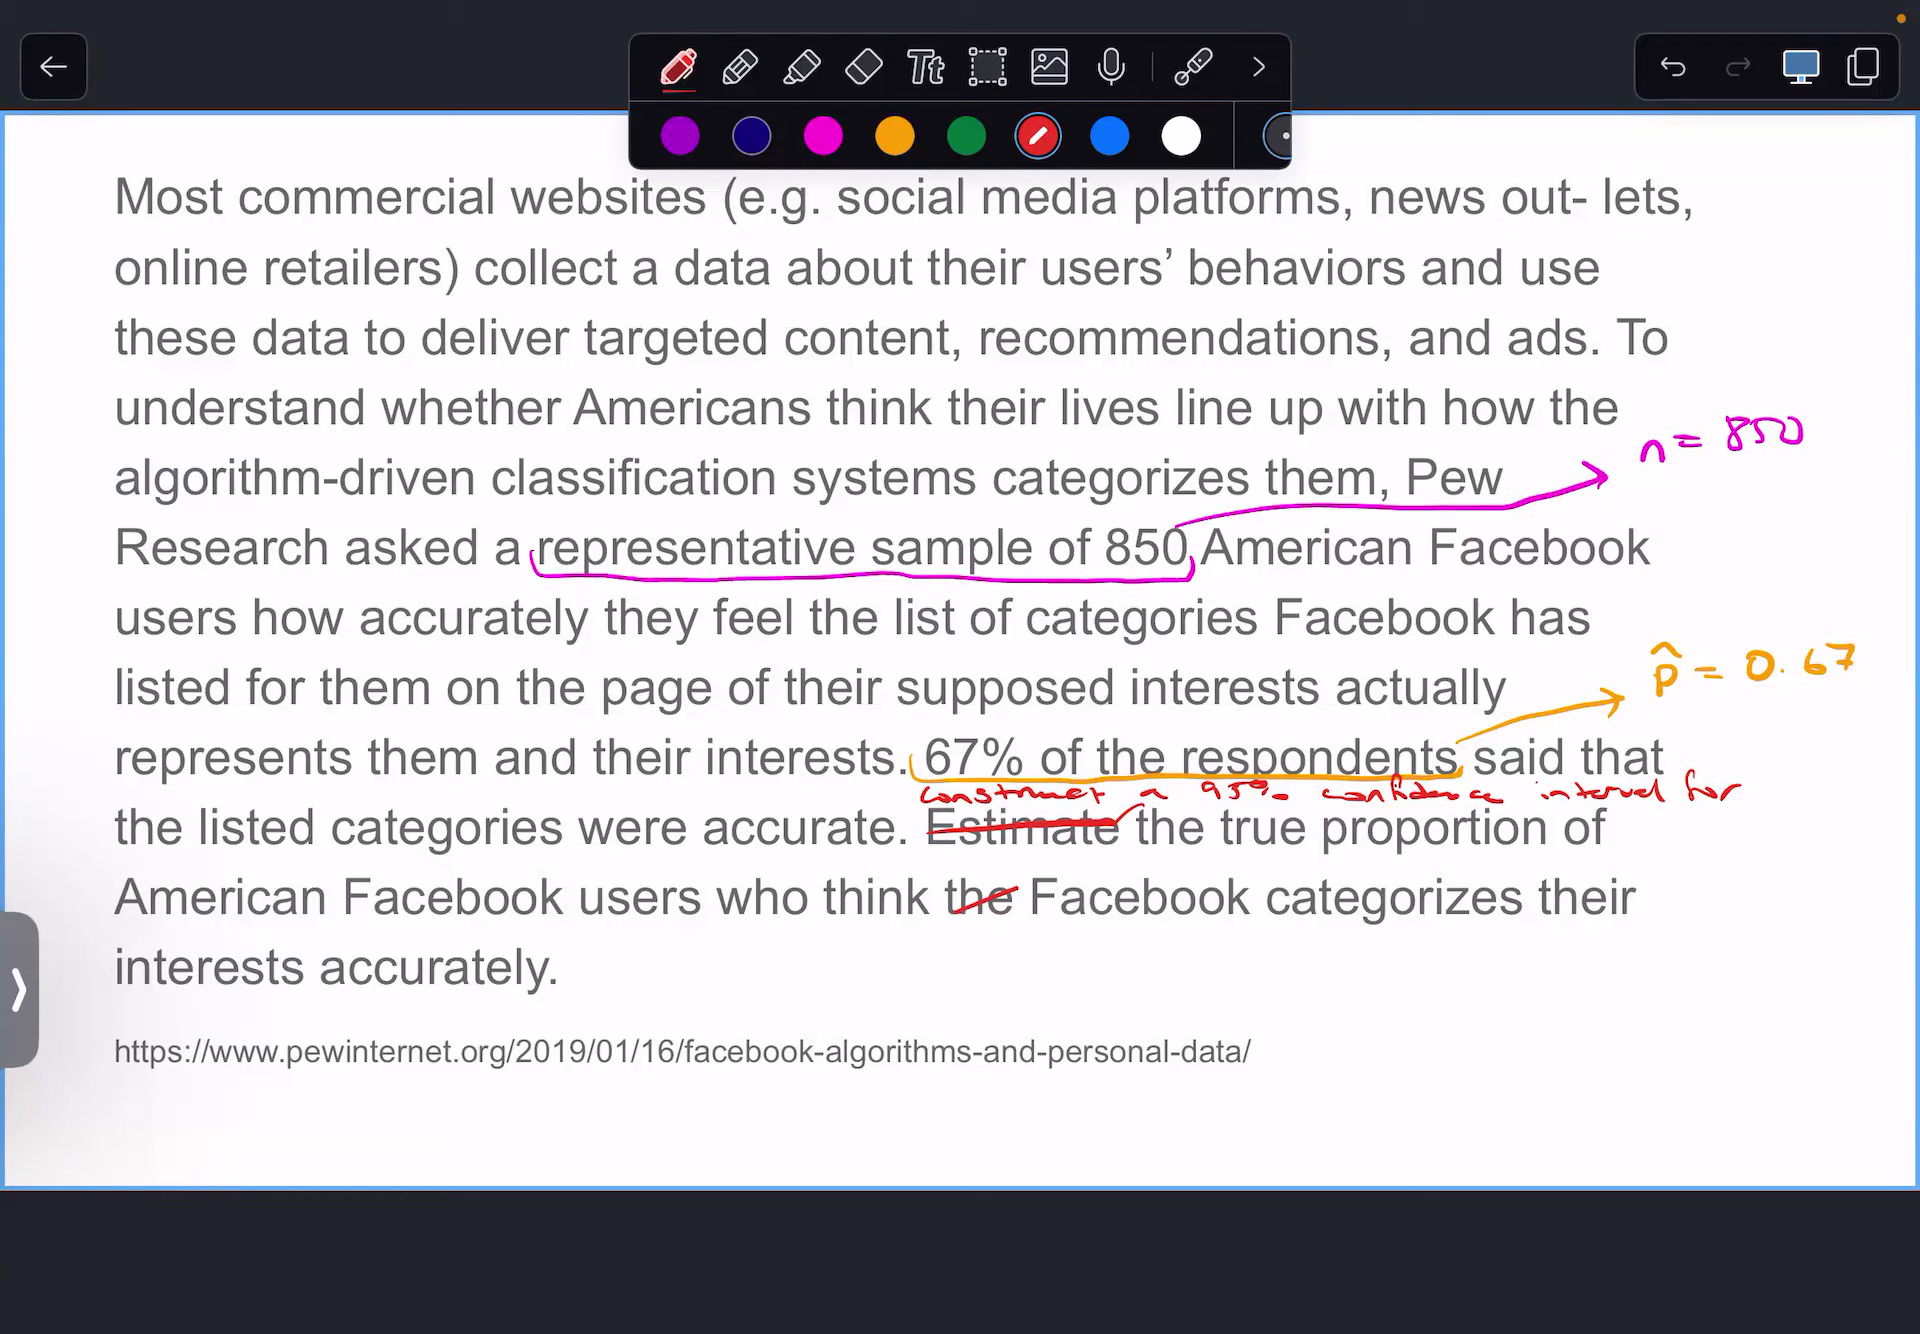 Tt
Most commercial websites (e.g. social media platforms, news out- lets,
online retailers) collect a data about their users’ behaviors and use
these data to deliver targeted content, recommendations, and ads. To
understand whether Americans think their lives line up with how the
n = 850
algorithm-driven classification systems categorizes them, Pew
Research asked a representative sample of 850 American Facebook
users how accurately they feel the list of categories Facebook has
p̂ = 0.67
listed for them on the page of their supposed interests actually
represents them and their interests. 67% of the respondents said that
construct a 95% confidence interval for
the listed categories were accurate. Estimate the true proportion of
American Facebook users who think the Facebook categorizes their
interests accurately.
https://www.pewinternet.org/2019/01/16/facebook-algorithms-and-personal-data/